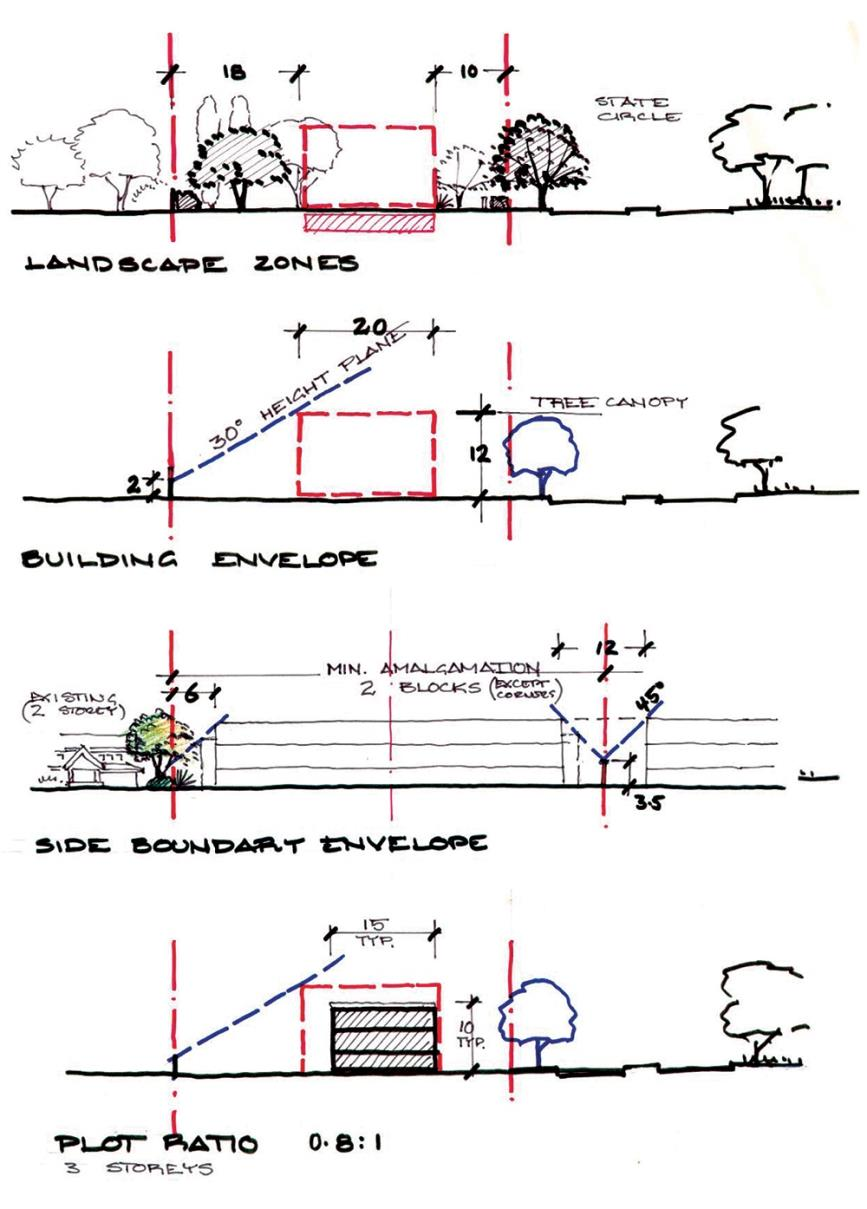 18
10
STATE
CIRCLE
LANDSCAPE ZONES
20
30° HEIGHT PLANE
TREE CANOPY
12
2
BUILDING ENVELOPE
12
MIN. AMALGAMATION
2 BLOCKS (EXCEPT CORNERS)
6
EXISTING
(2 STOREY)
45°
3.5
SIDE BOUNDARY ENVELOPE
15
TYP.
10
TYP.
PLOT RATIO 0.8:1
3 STOREYS